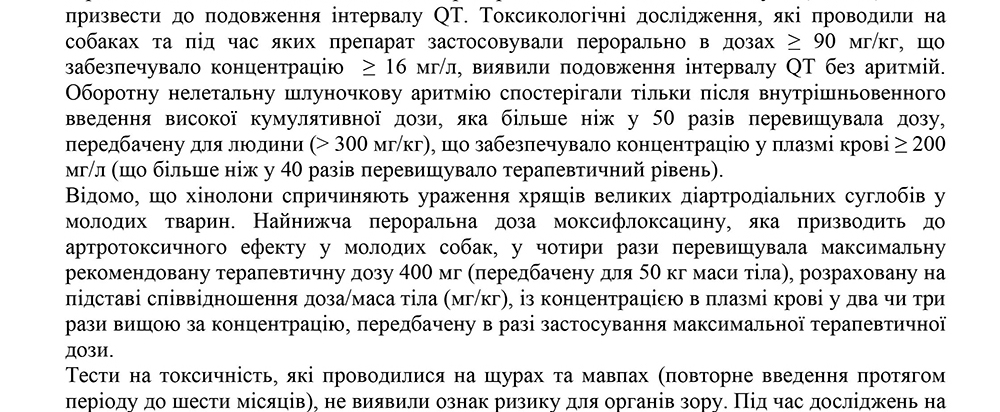 призвести до подовження інтервалу QT. Токсикологічні дослідження, які проводили на
собаках та під час яких препарат застосовували перорально в дозах ≥ 90 мг/кг, що
забезпечувало концентрацію ≥ 16 мг/л, виявили подовження інтервалу QT без аритмій.
Оборотну нелетальну шлуночкову аритмію спостерігали тільки після внутрішньовенного
введення високої кумулятивної дози, яка більше ніж у 50 разів перевищувала дозу,
передбачену для людини (> 300 мг/кг), що забезпечувало концентрацію у плазмі крові ≥ 200
мг/л (що більше ніж у 40 разів перевищувало терапевтичний рівень).
Відомо, що хінолони спричиняють ураження хрящів великих діартродіальних суглобів у
молодих тварин. Найнижча пероральна доза моксифлоксацину, яка призводить до
артротоксичного ефекту у молодих собак, у чотири рази перевищувала максимальну
рекомендовану терапевтичну дозу 400 мг (передбачену для 50 кг маси тіла), розраховану на
підставі співвідношення доза/маса тіла (мг/кг), із концентрацією в плазмі крові у два чи три
рази вищою за концентрацію, передбачену в разі застосування максимальної терапевтичної
дози.
Тести на токсичність, які проводилися на щурах та мавпах (повторне введення протягом
періоду до шести місяців), не виявили ознак ризику для органів зору. Під час досліджень на